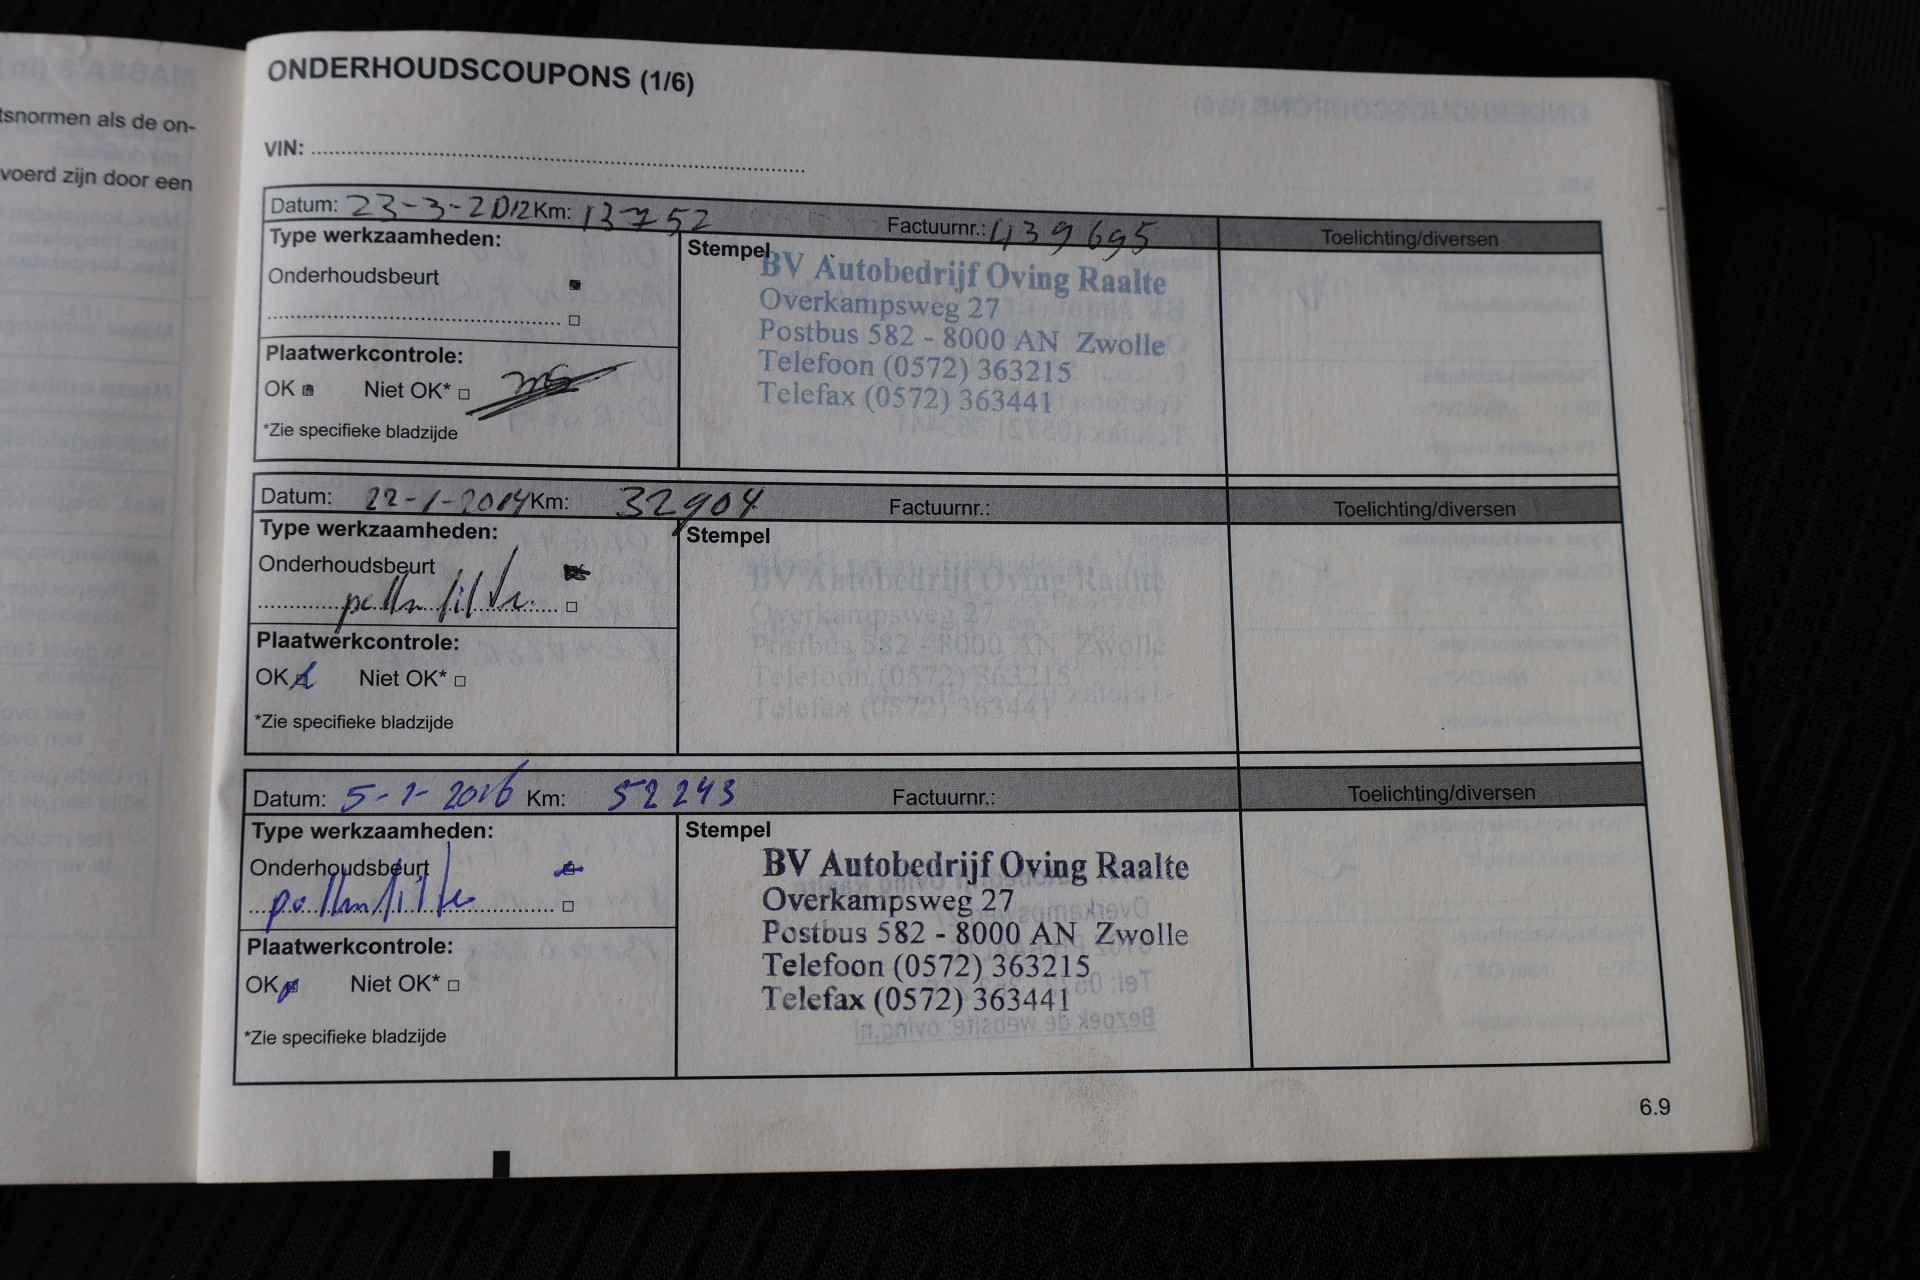 tsnormen als de on-
voerd zijn door een
ONDERHOUDSCOUPONS (1/6)
VIN:
Datum: 23-3-2012 Km: 13752 Factuurnr.: 439695 Toelichting/diversen
Type werkzaamheden:
Onderhoudsbeurt
Plaatwerkcontrole:
OK Niet OK*
*Zie specifieke bladzijde
Stempel
BV Autobedrijf Oving Raalte
Overkampsweg 27
Postbus 582 - 8000 AN Zwolle
Telefoon (0572) 363215
Telefax (0572) 363441
Datum: 22-1-2014 Km: 32904 Factuurnr.: Toelichting/diversen
Type werkzaamheden:
Onderhoudsbeurt
pollenfilter
Plaatwerkcontrole:
OK Niet OK*
*Zie specifieke bladzijde
Stempel
BV Autobedrijf Oving Raalte
Overkampsweg 27
Postbus 582 - 8000 AN Zwolle
Telefoon (0572) 363215
Telefax (0572) 363441
Datum: 5-1-2016 Km: 52243 Factuurnr.: Toelichting/diversen
Type werkzaamheden:
Onderhoudsbeurt
pollenfilter
Plaatwerkcontrole:
OK Niet OK*
*Zie specifieke bladzijde
Stempel
BV Autobedrijf Oving Raalte
Overkampsweg 27
Postbus 582 - 8000 AN Zwolle
Telefoon (0572) 363215
Telefax (0572) 363441
6.9